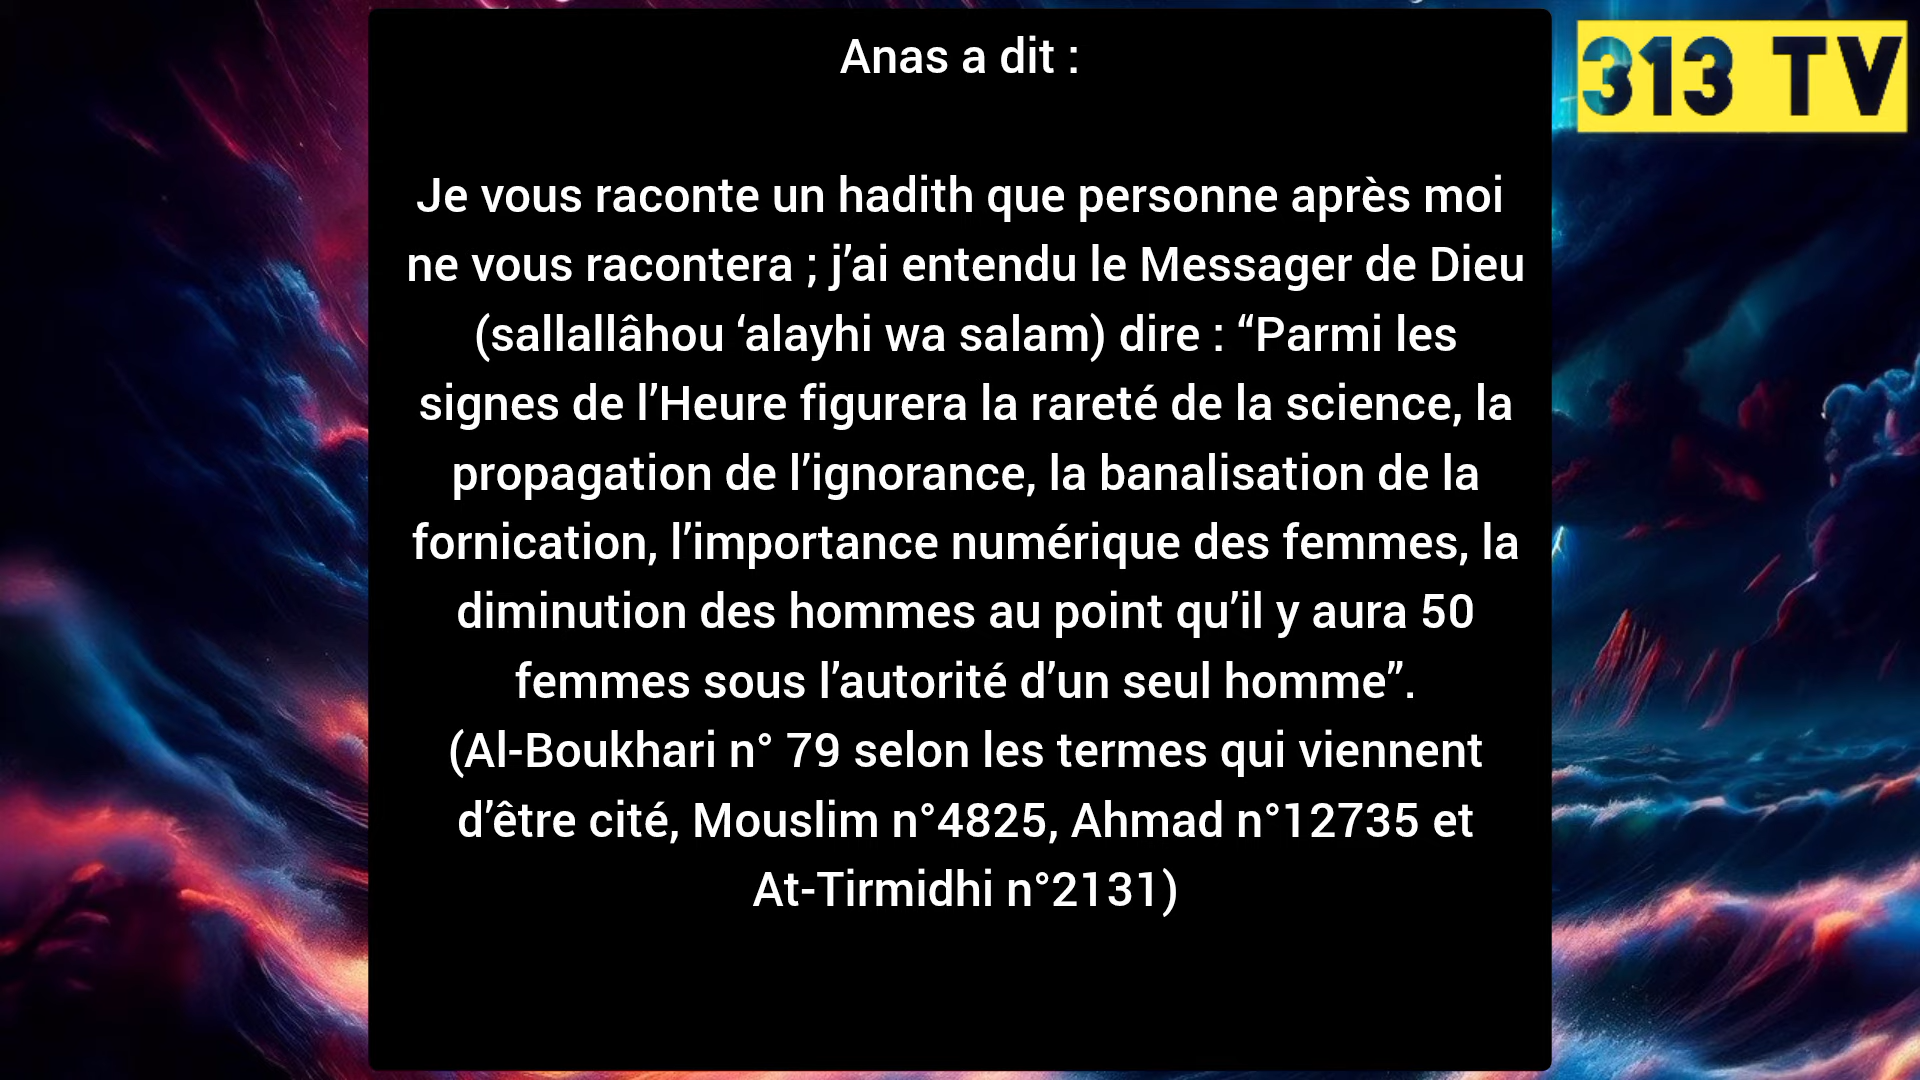 313 TV
Anas a dit :
Je vous raconte un hadith que personne après moi
ne vous racontera ; j’ai entendu le Messager de Dieu
(sallallâhou ‘alayhi wa salam) dire : “Parmi les
signes de l’Heure figurera la rareté de la science, la
propagation de l’ignorance, la banalisation de la
fornication, l’importance numérique des femmes, la
diminution des hommes au point qu’il y aura 50
femmes sous l’autorité d’un seul homme”.
(Al-Boukhari n° 79 selon les termes qui viennent
d’être cité, Mouslim n°4825, Ahmad n°12735 et
At-Tirmidhi n°2131)